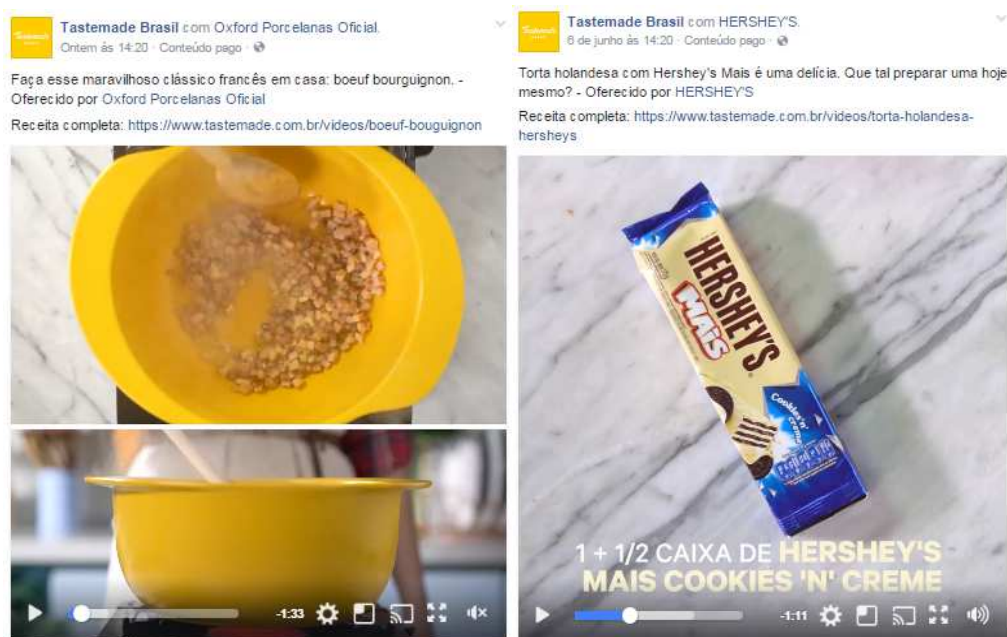 Tastemade
Tastemade Brasil com Oxford Porcelanas Oficial.
Ontem às 14:20 · Conteúdo pago ·
Faça esse maravilhoso clássico francês em casa: boeuf bourguignon. -
Oferecido por Oxford Porcelanas Oficial
Receita completa: https://www.tastemade.com.br/videos/boeuf-bouguignon
-1:33
Tastemade
Tastemade Brasil com HERSHEY'S.
6 de junho às 14:20 · Conteúdo pago ·
Torta holandesa com Hershey's Mais é uma delícia. Que tal preparar uma hoje
mesmo? - Oferecido por HERSHEY'S
Receita completa: https://www.tastemade.com.br/videos/torta-holandesa-
hersheys
HERSHEY'S
MAIS
Cookies 'n'
creme
1 + 1/2 CAIXA DE HERSHEY'S
MAIS COOKIES 'N' CREME
-1:11